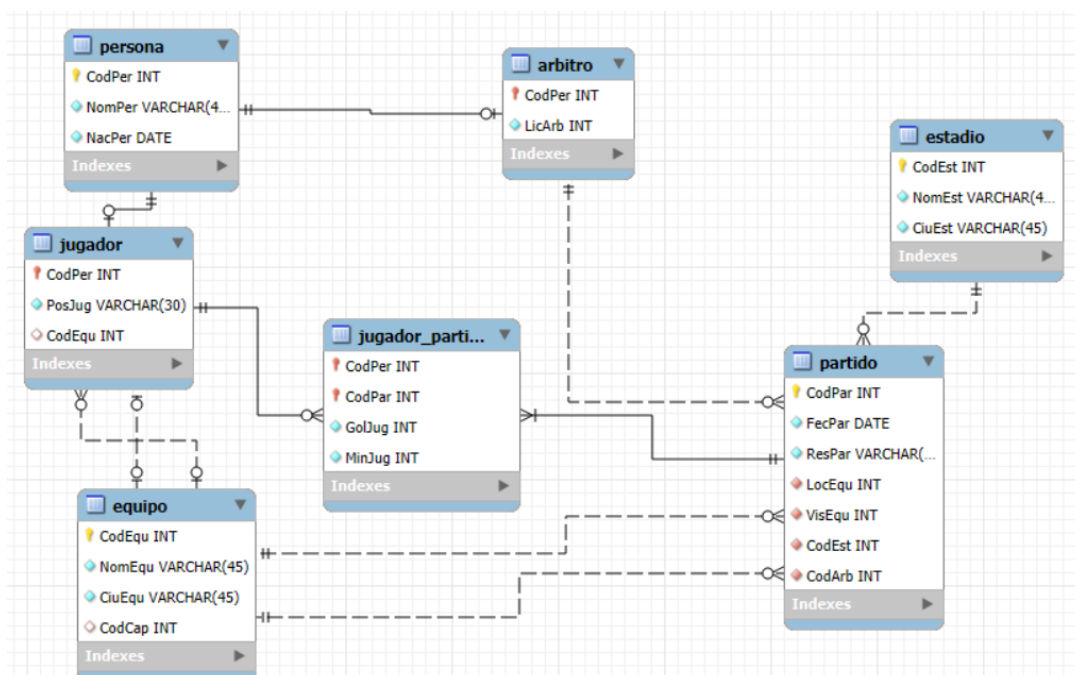 persona
CodPer INT
NomPer VARCHAR(4...
NacPer DATE
Indexes
arbitro
CodPer INT
LicArb INT
Indexes
estadio
CodEst INT
NomEst VARCHAR(4...
CiuEst VARCHAR(45)
Indexes
jugador
CodPer INT
PosJug VARCHAR(30)
CodEqu INT
Indexes
jugador_parti...
CodPer INT
CodPar INT
GolJug INT
MinJug INT
Indexes
partido
CodPar INT
FecPar DATE
ResPar VARCHAR(...
LocEqu INT
VisEqu INT
CodEst INT
CodArb INT
Indexes
equipo
CodEqu INT
NomEqu VARCHAR(45)
CiuEqu VARCHAR(45)
CodCap INT
Indexes